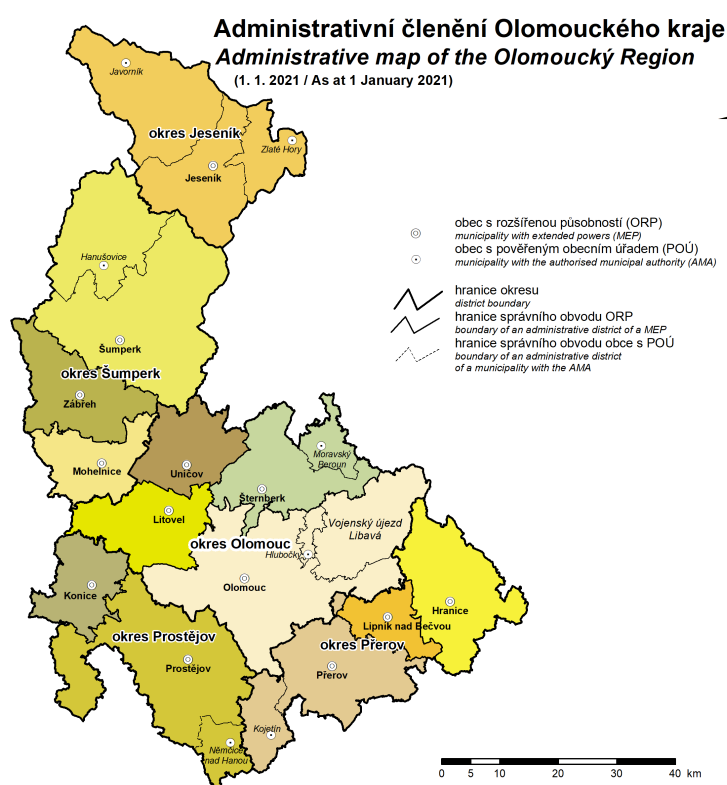 Administrativní členění Olomouckého kraje
Administrative map of the Olomoucký Region
(1. 1. 2021 / As at 1 January 2021)
Javorník
okres Jeseník
Zlaté Hory
Jeseník
obec s rozšířenou působností (ORP)
municipality with extended powers (MEP)
obec s pověřeným obecním úřadem (POÚ)
municipality with the authorised municipal authority (AMA)
Hanušovice
hranice okresu
district boundary
hranice správního obvodu ORP
boundary of an administrative district of a MEP
hranice správního obvodu obce s POÚ
boundary of an administrative district
of a municipality with the AMA
Šumperk
okres Šumperk
Zábřeh
Moravský
Beroun
Mohelnice
Uničov
Šternberk
Litovel
Vojenský újezd
Libavá
okres Olomouc
Hlubočky
Olomouc
Konice
Hranice
Lipník nad Bečvou
okres Prostějov
okres Přerov
Prostějov
Přerov
Kojetín
Němčice
nad Hanou
0 5 10 20 30 40 km